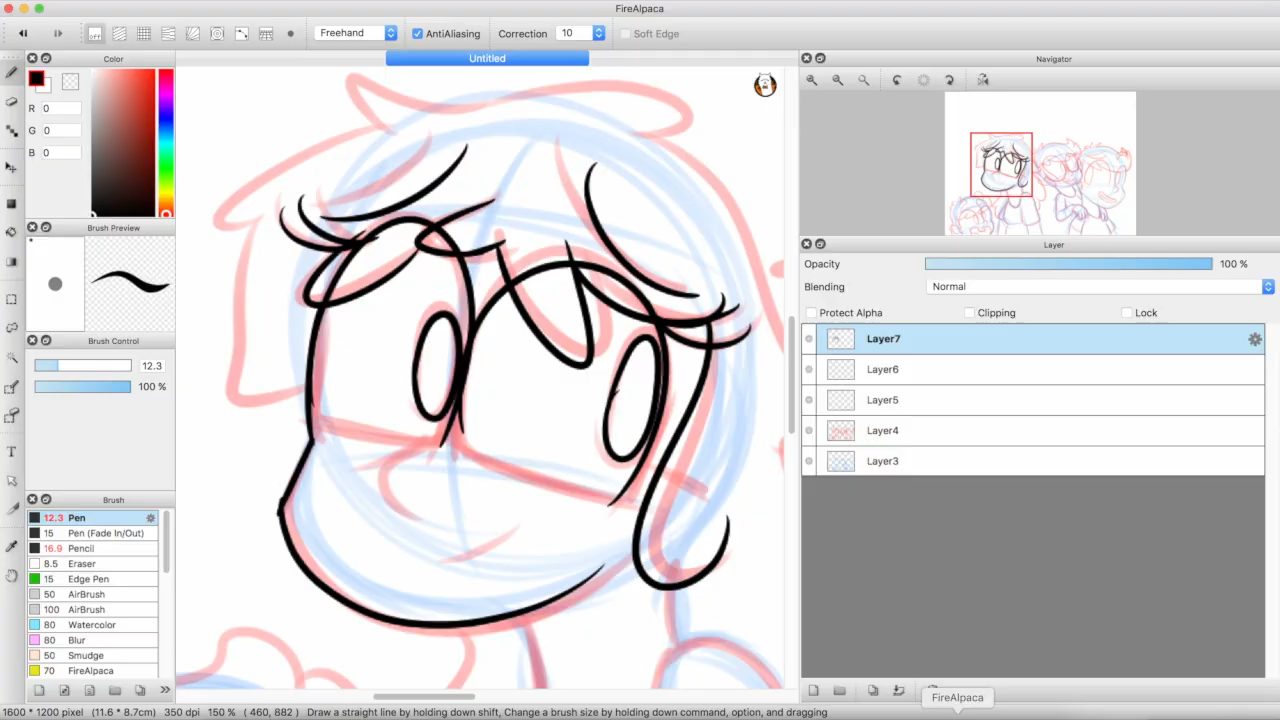 FireAlpaca
OFF
Freehand
AntiAliasing
Correction
10
Soft Edge
Color
Untitled
Navigator
R 0
G 0
B 0
Brush Preview
*
Layer
Opacity
100 %
Blending
Normal
Protect Alpha
Clipping
Lock
Brush Control
12.3
100 %
Layer7
Layer6
Layer5
Layer4
Layer3
Brush
12.3 Pen
15 Pen (Fade In/Out)
16.9 Pencil
8.5 Eraser
15 Edge Pen
50 AirBrush
100 AirBrush
80 Watercolor
80 Blur
50 Smudge
70 FireAlpaca
T
FireAlpaca
1600 * 1200 pixel (11.6 * 8.7cm) 350 dpi 150 % ( 460, 882 ) Draw a straight line by holding down shift, Change a brush size by holding down command, option, and dragging